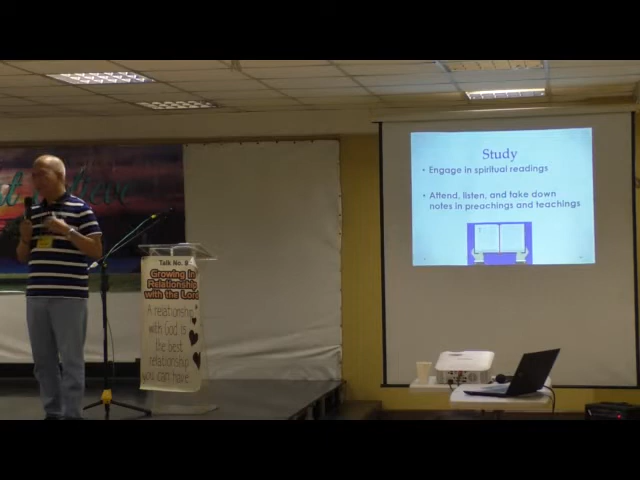 Study
• Engage in spiritual readings
• Attend, listen, and take down
notes in preachings and teachings
Talk No. 8
Growing in
Relationship
with the Lord
A relationship
with God is
the best
relationship
you can have